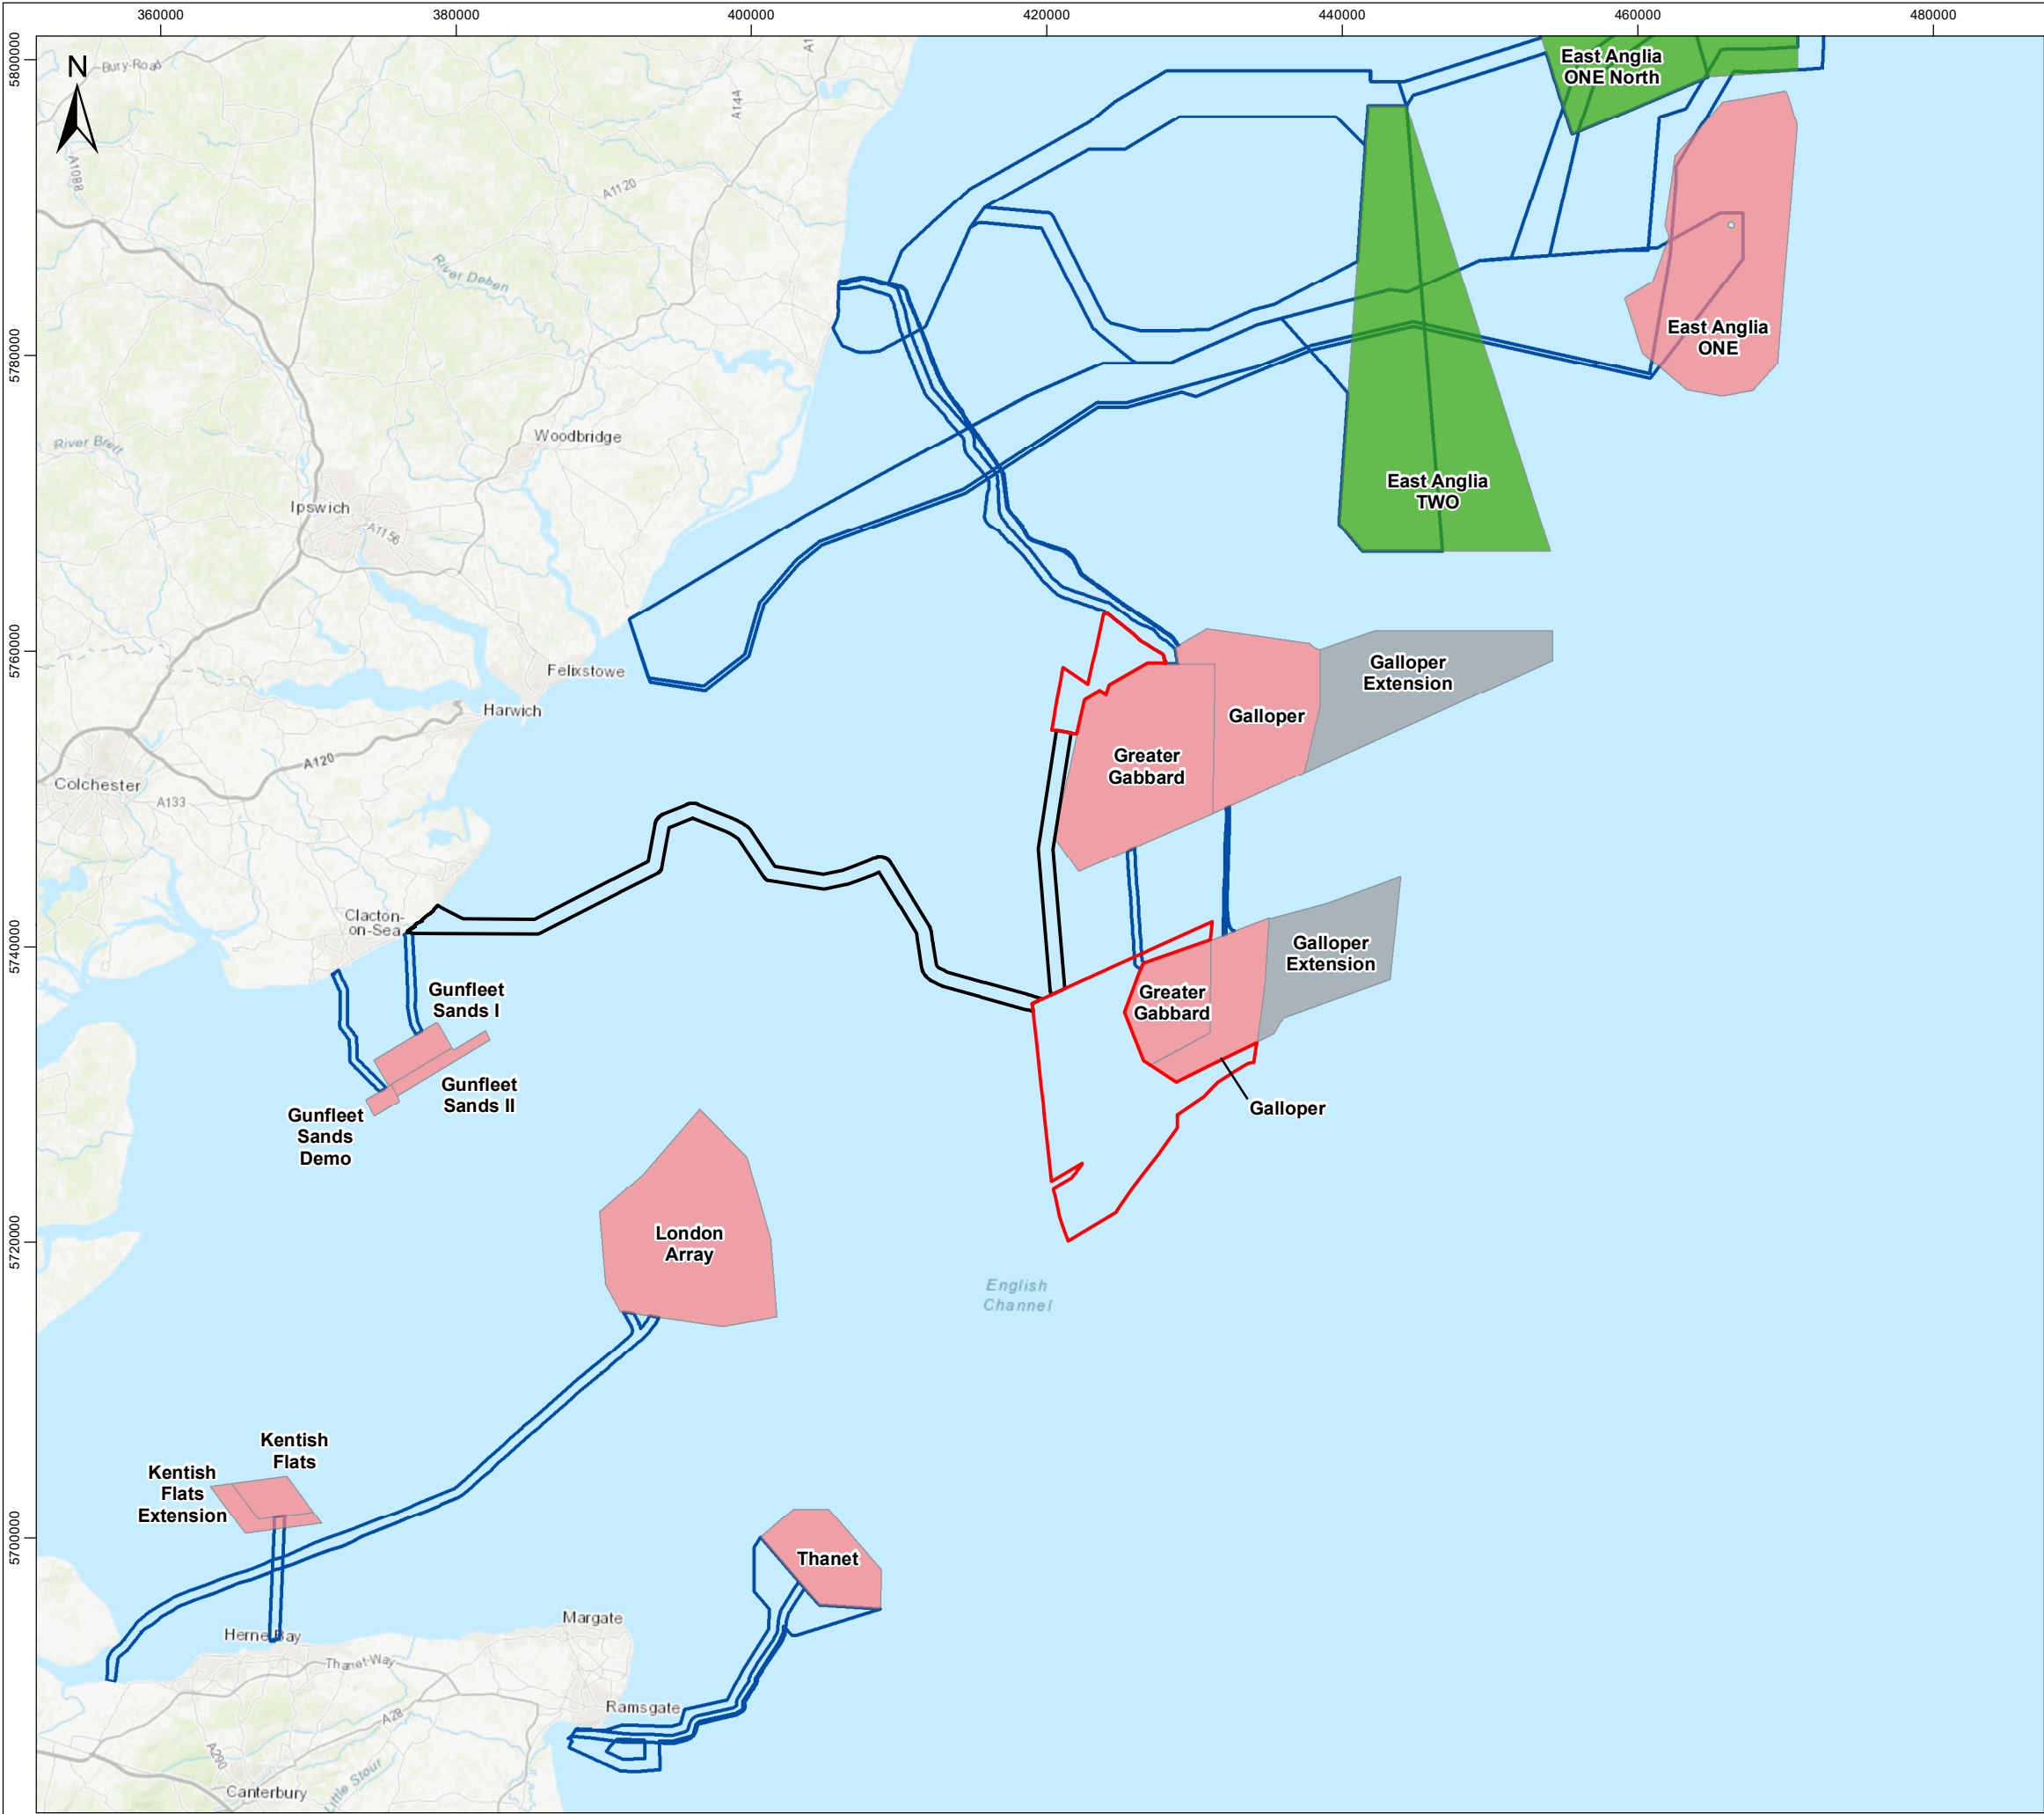 360000
380000
400000
420000
440000
460000
480000
5800000
5780000
5760000
5740000
5720000
5700000
N
Bury-Road
A1
A144
A1088
A1120
River Deben
River Brett
Woodbridge
Ipswich
A1156
Felixstowe
Harwich
A120
Colchester
A133
Clacton-
on-Sea
East Anglia
ONE North
East Anglia
ONE
East Anglia
TWO
Galloper
Extension
Galloper
Greater
Gabbard
Galloper
Extension
Greater
Gabbard
Galloper
Gunfleet
Sands I
Gunfleet
Sands II
Gunfleet
Sands
Demo
London
Array
English
Channel
Kentish
Flats
Kentish
Flats
Extension
Thanet
Margate
Herne Bay
Thanet-Way
Ramsgate
A28
A290
Little Stour
Canterbury